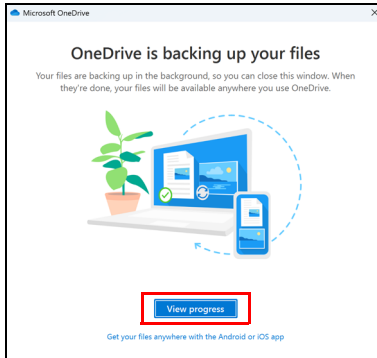 Microsoft OneDrive
OneDrive is backing up your files
Your files are backing up in the background, so you can close this window. When
they're done, your files will be available anywhere you use OneDrive.
View progress
Get your files anywhere with the Android or iOS app